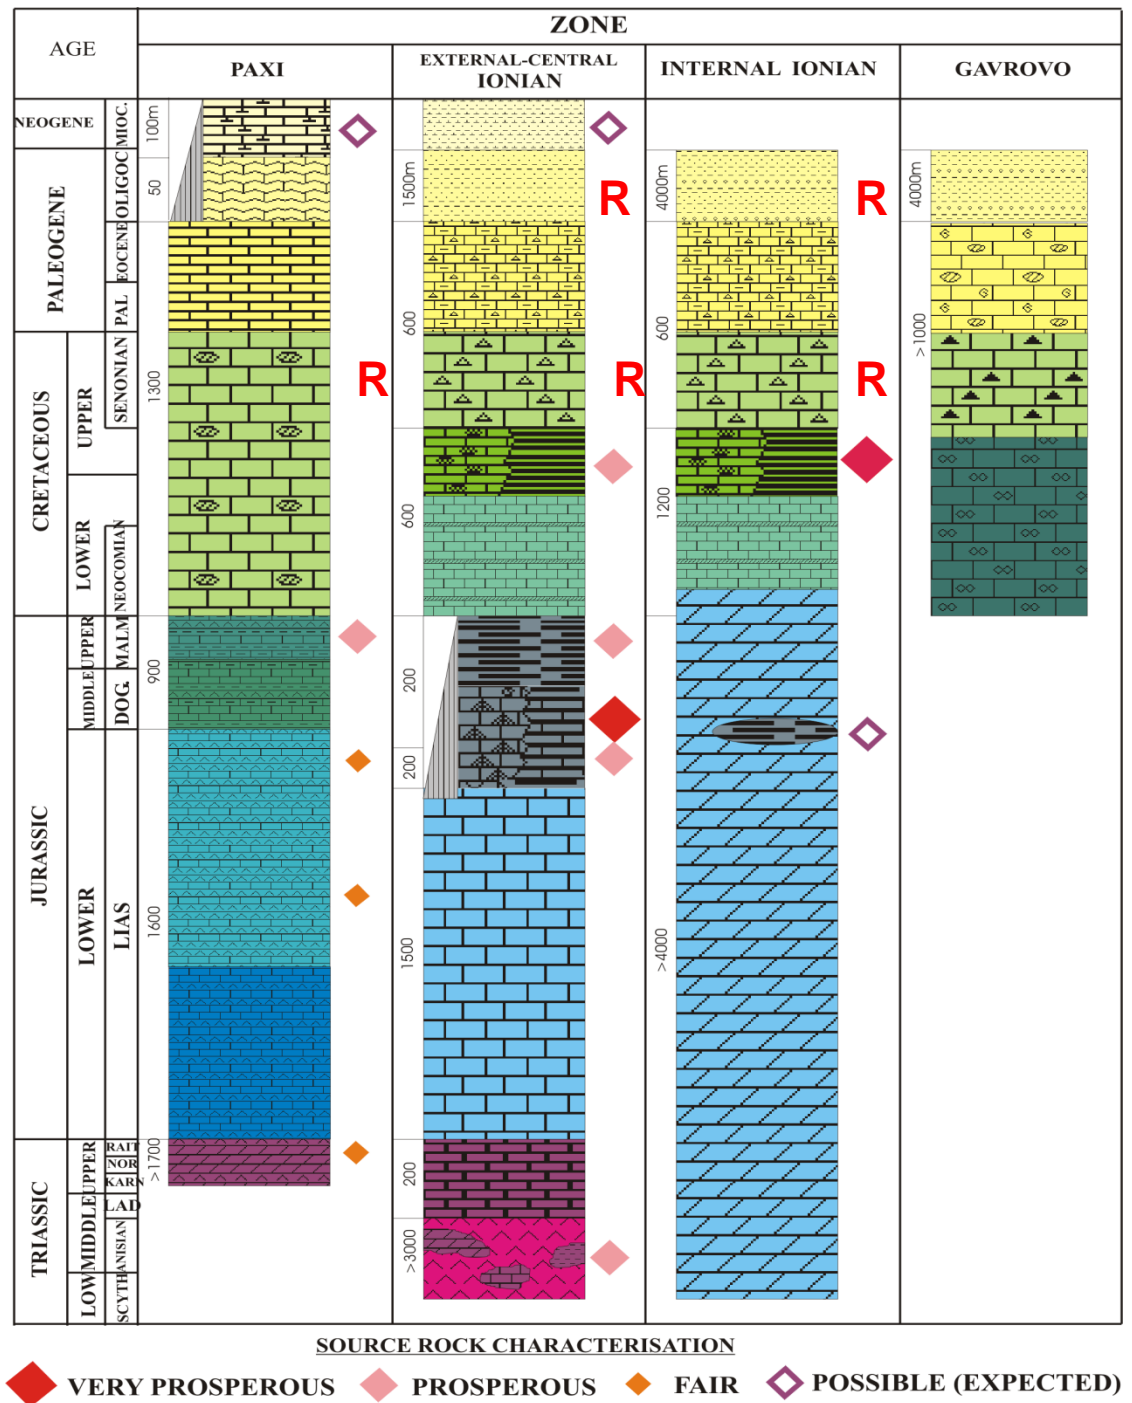 AGE
ZONE
PAXI
EXTERNAL-CENTRAL
IONIAN
INTERNAL IONIAN
GAVROVO
NEOGENE
MIOC.
100m
PALEOGENE
OLIGOC
50
1500m
R
4000m
R
4000m
EOCENE
PAL
600
600
>1000
CRETACEOUS
UPPER
SENONIAN
1300
R
R
R
LOWER
NEOCOMIAN
600
1200
JURASSIC
UPPER
MALM
900
200
MIDDLE
DOG.
200
LOWER
LIAS
1600
1500
>4000
TRIASSIC
UPPER
RAIT
NOR
KARN
>1700
200
MIDDLE
LAD
ANISIAN
>3000
LOW
SCYTH
SOURCE ROCK CHARACTERISATION
VERY PROSPEROUS
PROSPEROUS
FAIR
POSSIBLE (EXPECTED)